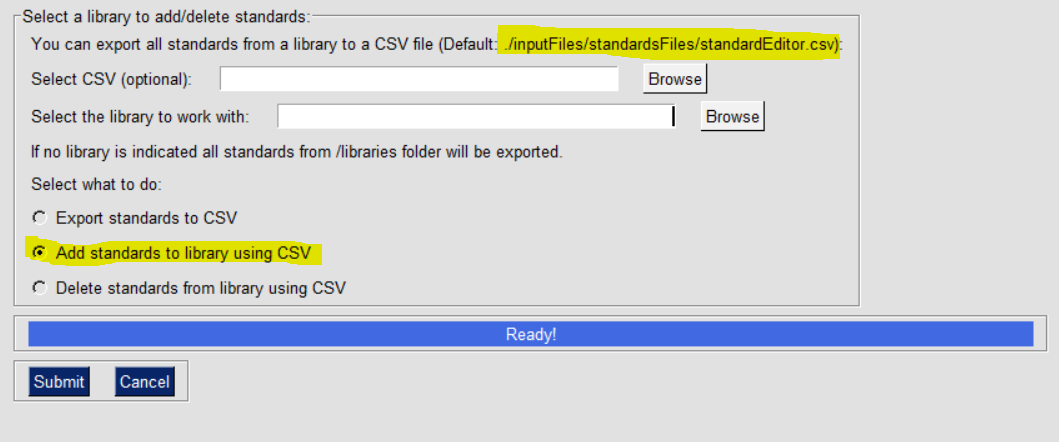 Select a library to add/delete standards:
You can export all standards from a library to a CSV file (Default: ./inputFiles/standardsFiles/standardEditor.csv):
Select CSV (optional): Browse
Select the library to work with: Browse
If no library is indicated all standards from /libraries folder will be exported.
Select what to do:
Export standards to CSV
Add standards to library using CSV
Delete standards from library using CSV
Ready!
Submit Cancel